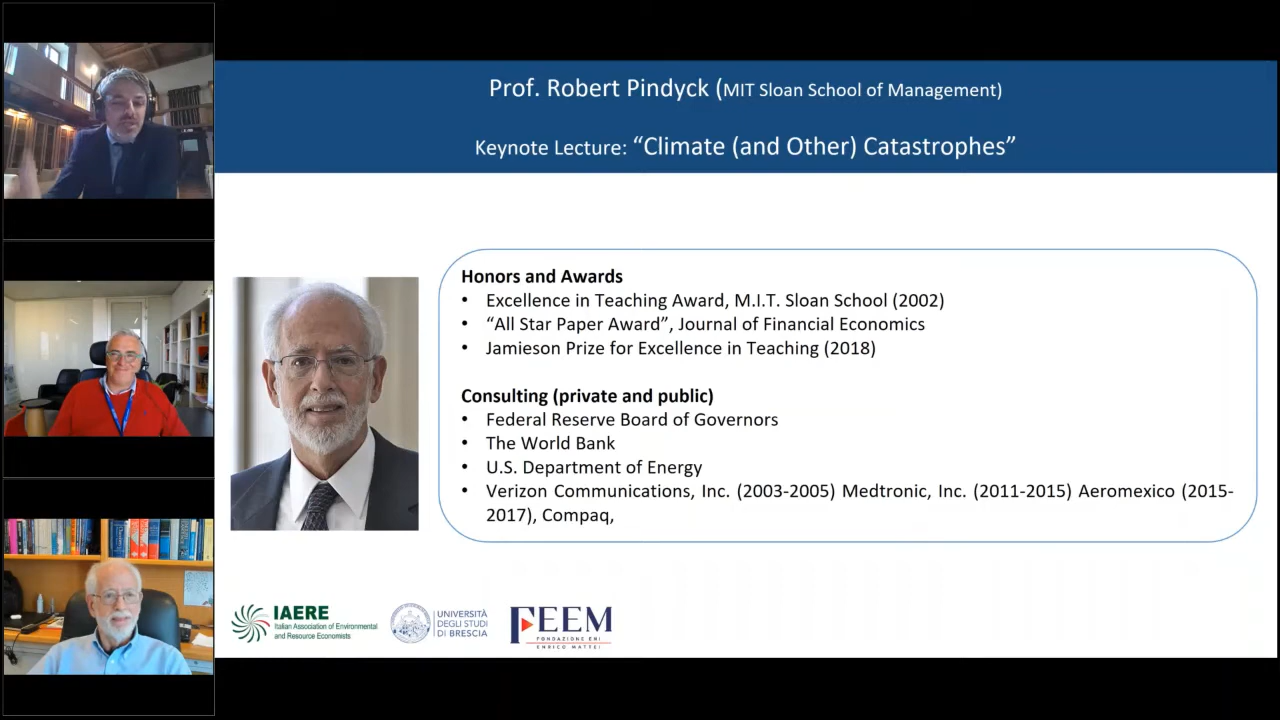 Prof. Robert Pindyck (MIT Sloan School of Management)
Keynote Lecture: “Climate (and Other) Catastrophes”
Honors and Awards
• Excellence in Teaching Award, M.I.T. Sloan School (2002)
• “All Star Paper Award”, Journal of Financial Economics
• Jamieson Prize for Excellence in Teaching (2018)
Consulting (private and public)
• Federal Reserve Board of Governors
• The World Bank
• U.S. Department of Energy
• Verizon Communications, Inc. (2003-2005) Medtronic, Inc. (2011-2015) Aeromexico (2015-
2017), Compaq,
IAERE
Italian Association of Environmental
and Resource Economists
UNIVERSITÀ
DEGLI STUDI
DI BRESCIA
FEEM
FONDAZIONE ENI
ENRICO MATTEI